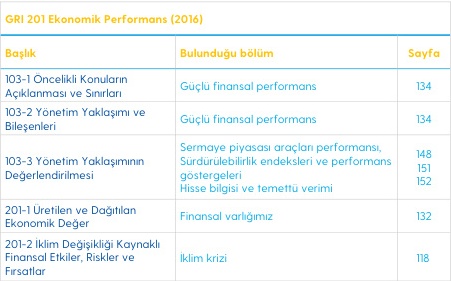 GRI 201 Ekonomik Performans (2016)
Başlık Bulunduğu bölüm Sayfa
103-1 Öncelikli Konuların
Açıklanması ve Sınırları
Güçlü finansal performans 134
103-2 Yönetim Yaklaşımı ve
Bileşenleri
Güçlü finansal performans 134
103-3 Yönetim Yaklaşımının
Değerlendirilmesi
Sermaye piyasası araçları performansı,
Sürdürülebilirlik endeksleri ve performans
göstergeleri
Hisse bilgisi ve temettü verimi
148
151
152
201-1 Üretilen ve Dağıtılan
Ekonomik Değer
Finansal varlığımız 132
201-2 İklim Değişikliği Kaynaklı
Finansal Etkiler, Riskler ve
Fırsatlar
İklim krizi 118